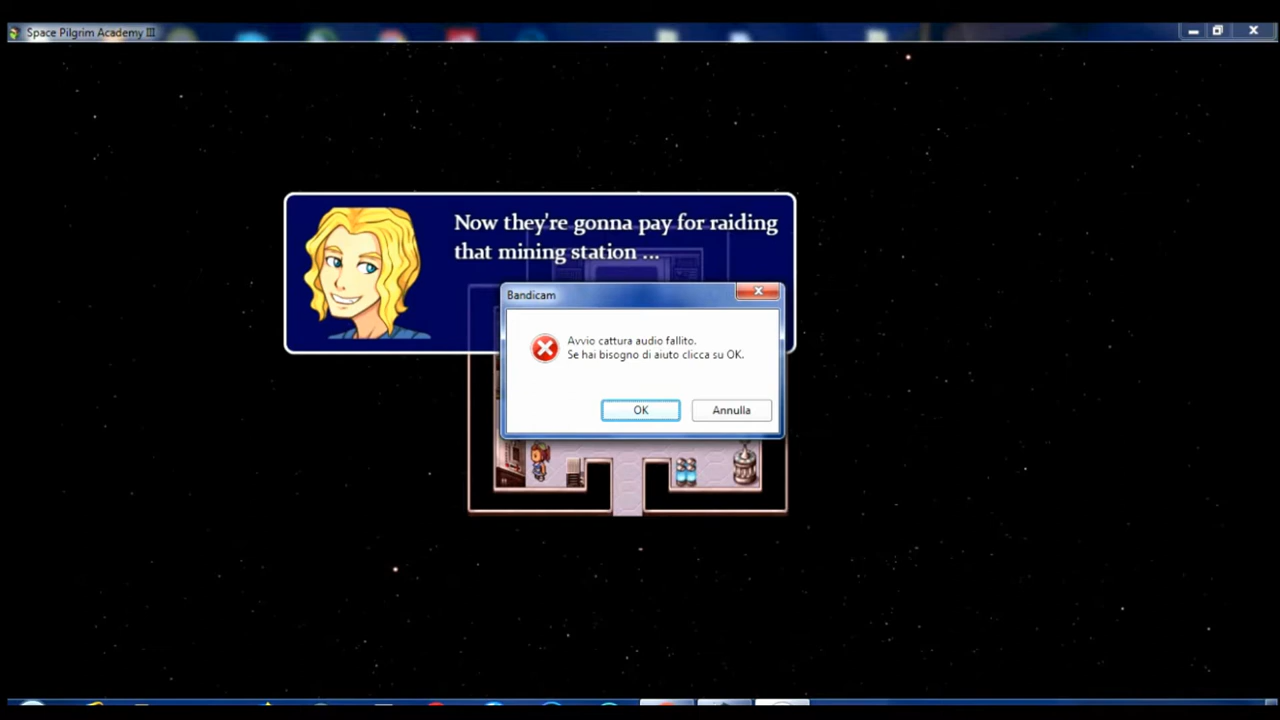 Space Pilgrim Academy III
Now they're gonna pay for raiding
that mining station ...
Bandicam
Avvio cattura audio fallito.
Se hai bisogno di aiuto clicca su OK.
OK
Annulla